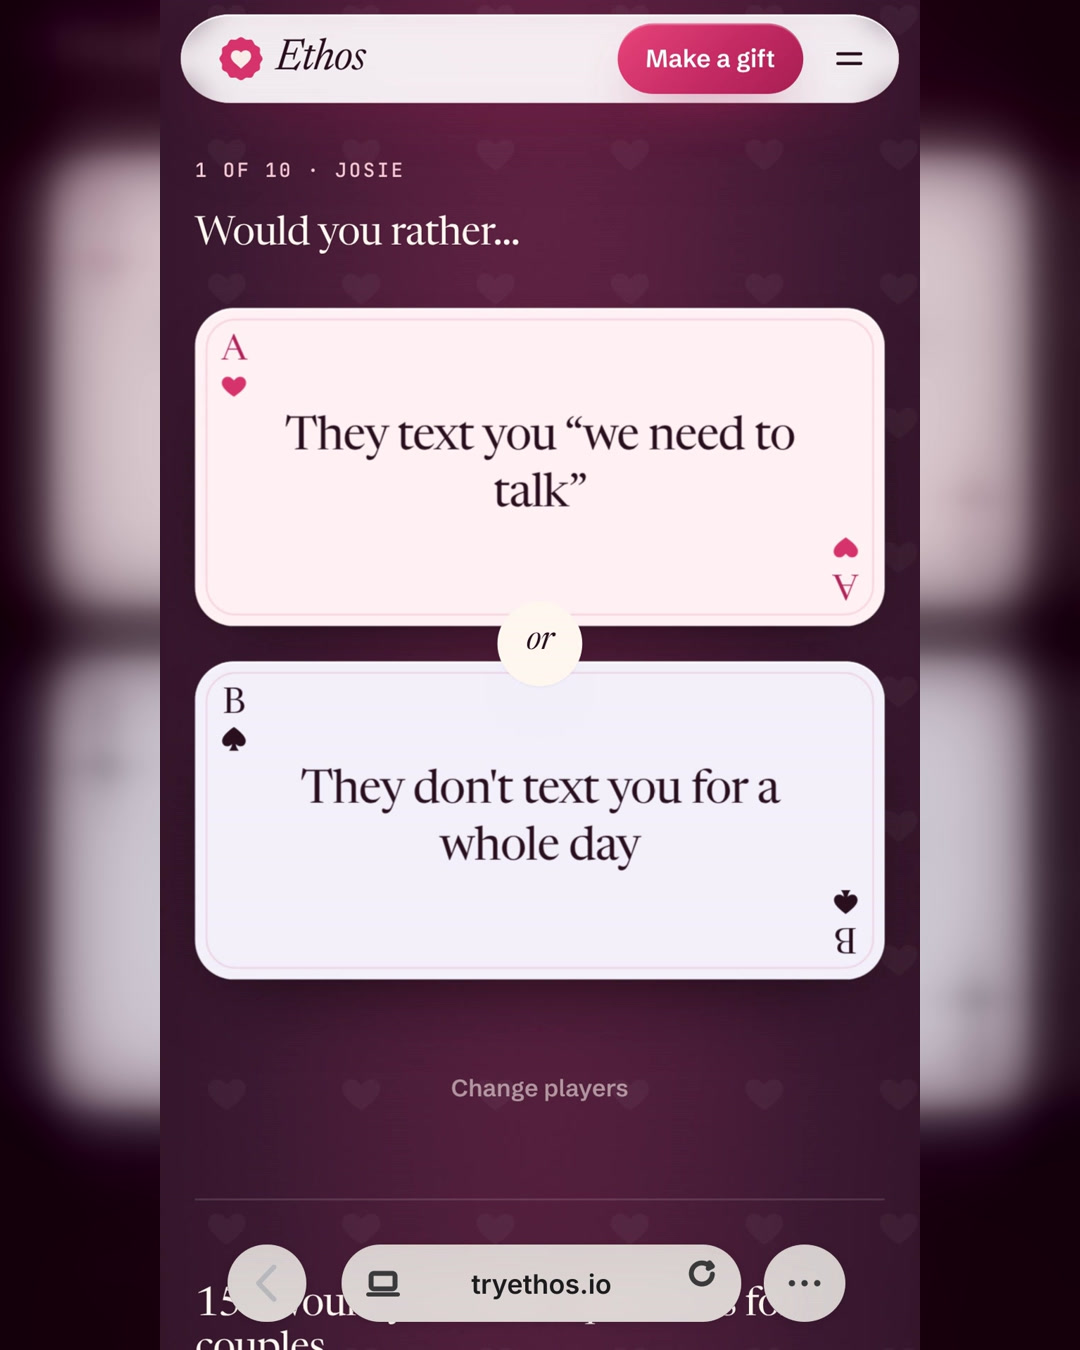 Ethos
Make a gift
1 OF 10 · JOSIE
Would you rather...
A
They text you “we need to
talk”
A
or
B
They don't text you for a
whole day
B
Change players
tryethos.io
couples